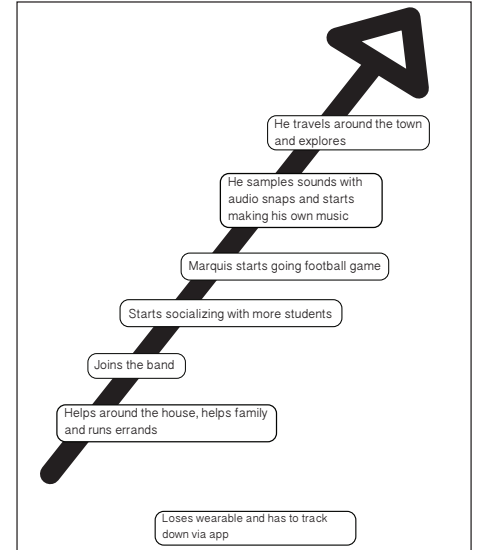 He travels around the town
and explores
He samples sounds with
audio snaps and starts
making his own music
Marquis starts going football game
Starts socializing with more students
Joins the band
Helps around the house, helps family
and runs errands
Loses wearable and has to track
down via app